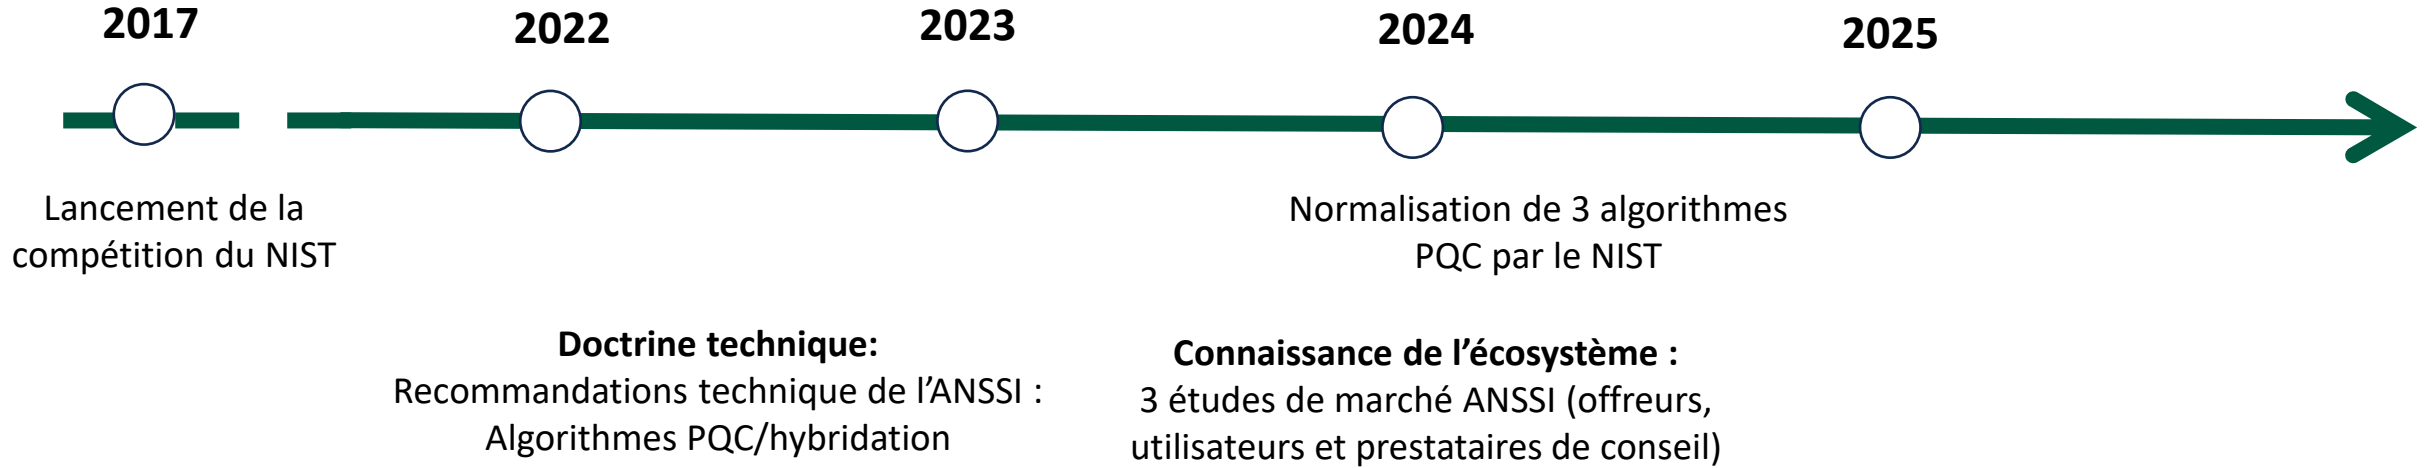 2017
2022
2023
2024
2025
Lancement de la
compétition du NIST
Normalisation de 3 algorithmes
PQC par le NIST
Doctrine technique:
Recommandations technique de l’ANSSI :
Algorithmes PQC/hybridation
Connaissance de l’écosystème :
3 études de marché ANSSI (offreurs,
utilisateurs et prestataires de conseil)